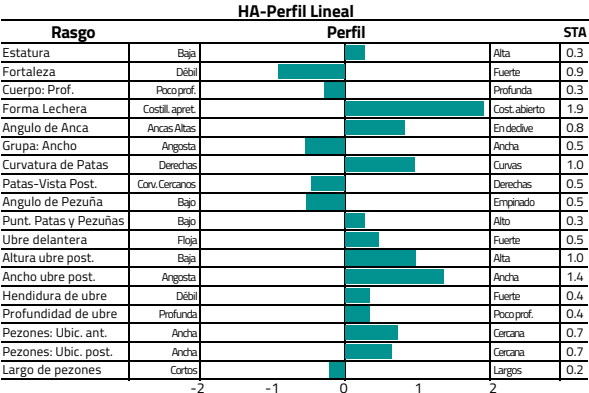 HA-Perfil Lineal
Rasgo Perfil STA
Estatura Baja Alta 0.3
Fortaleza Débil Fuerte 0.9
Cuerpo: Prof. Poco prof. Profunda 0.3
Forma Lechera Costill. apret. Cost. abierto 1.9
Angulo de Anca Ancas Altas En declive 0.8
Grupa: Ancho Angosta Ancha 0.5
Curvatura de Patas Derechas Curvas 1.0
Patas-Vista Post. Corv. Cercanos Derechas 0.5
Angulo de Pezuña Bajo Empinado 0.5
Punt. Patas y Pezuñas Bajo Alto 0.3
Ubre delantera Floja Fuerte 0.5
Altura ubre post. Baja Alta 1.0
Ancho ubre post. Angosta Ancha 1.4
Hendidura de ubre Débil Fuerte 0.4
Profundidad de ubre Profunda Poco prof. 0.4
Pezones: Ubic. ant. Ancha Cercana 0.7
Pezones: Ubic. post. Ancha Cercana 0.7
Largo de pezones Cortos Largos 0.2
-2 -1 0 1 2